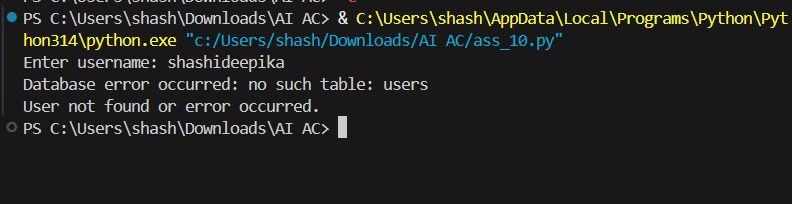 PS C:\Users\shash\Downloads\AI AC> & C:\Users\shash\AppData\Local\Programs\Python\Pyt
hon314\python.exe "c:/Users/shash/Downloads/AI AC/ass_10.py"
Enter username: shashideepika
Database error occurred: no such table: users
User not found or error occurred.
PS C:\Users\shash\Downloads\AI AC>